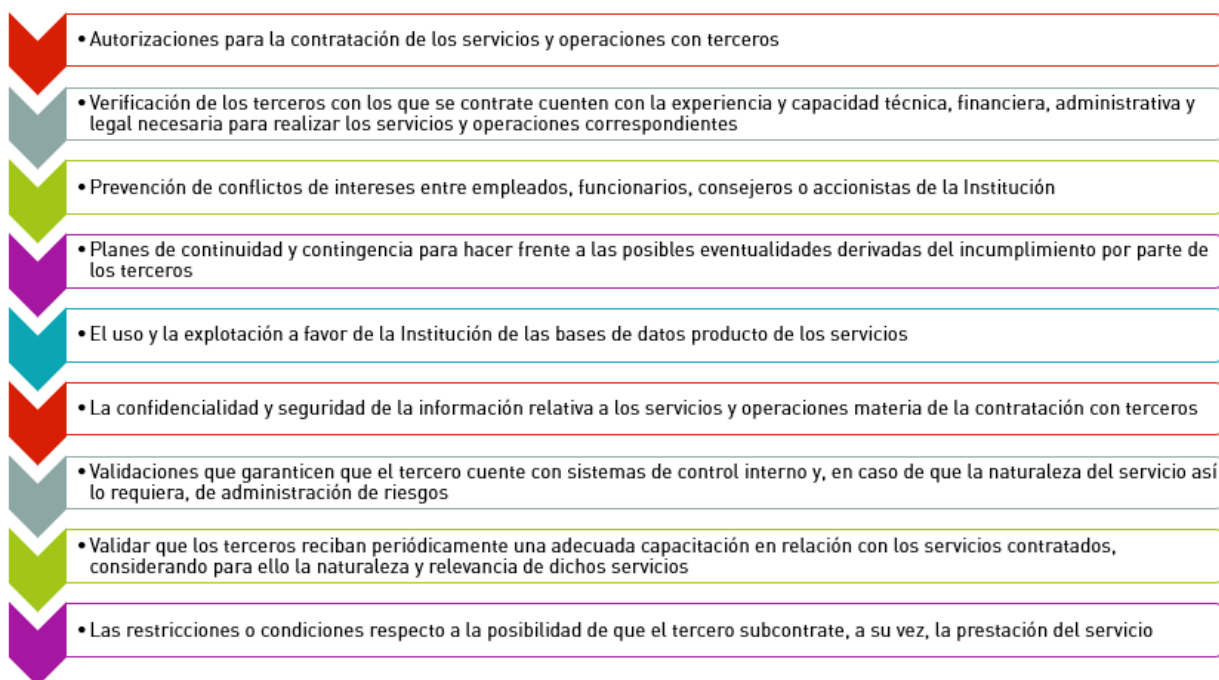 • Autorizaciones para la contratación de los servicios y operaciones con terceros
• Verificación de los terceros con los que se contrate cuenten con la experiencia y capacidad técnica, financiera, administrativa y
legal necesaria para realizar los servicios y operaciones correspondientes
• Prevención de conflictos de intereses entre empleados, funcionarios, consejeros o accionistas de la Institución
• Planes de continuidad y contingencia para hacer frente a las posibles eventualidades derivadas del incumplimiento por parte de
los terceros
• El uso y la explotación a favor de la Institución de las bases de datos producto de los servicios
• La confidencialidad y seguridad de la información relativa a los servicios y operaciones materia de la contratación con terceros
• Validaciones que garanticen que el tercero cuente con sistemas de control interno y, en caso de que la naturaleza del servicio así
lo requiera, de administración de riesgos
• Validar que los terceros reciban periódicamente una adecuada capacitación en relación con los servicios contratados,
considerando para ello la naturaleza y relevancia de dichos servicios
• Las restricciones o condiciones respecto a la posibilidad de que el tercero subcontrate, a su vez, la prestación del servicio